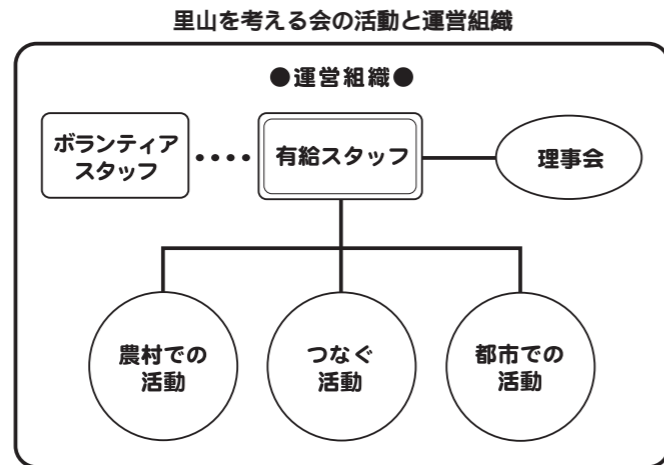 里山を考える会の活動と運営組織
●運営組織●
ボランティア
スタッフ
有給スタッフ
理事会
農村での
活動
つなぐ
活動
都市での
活動